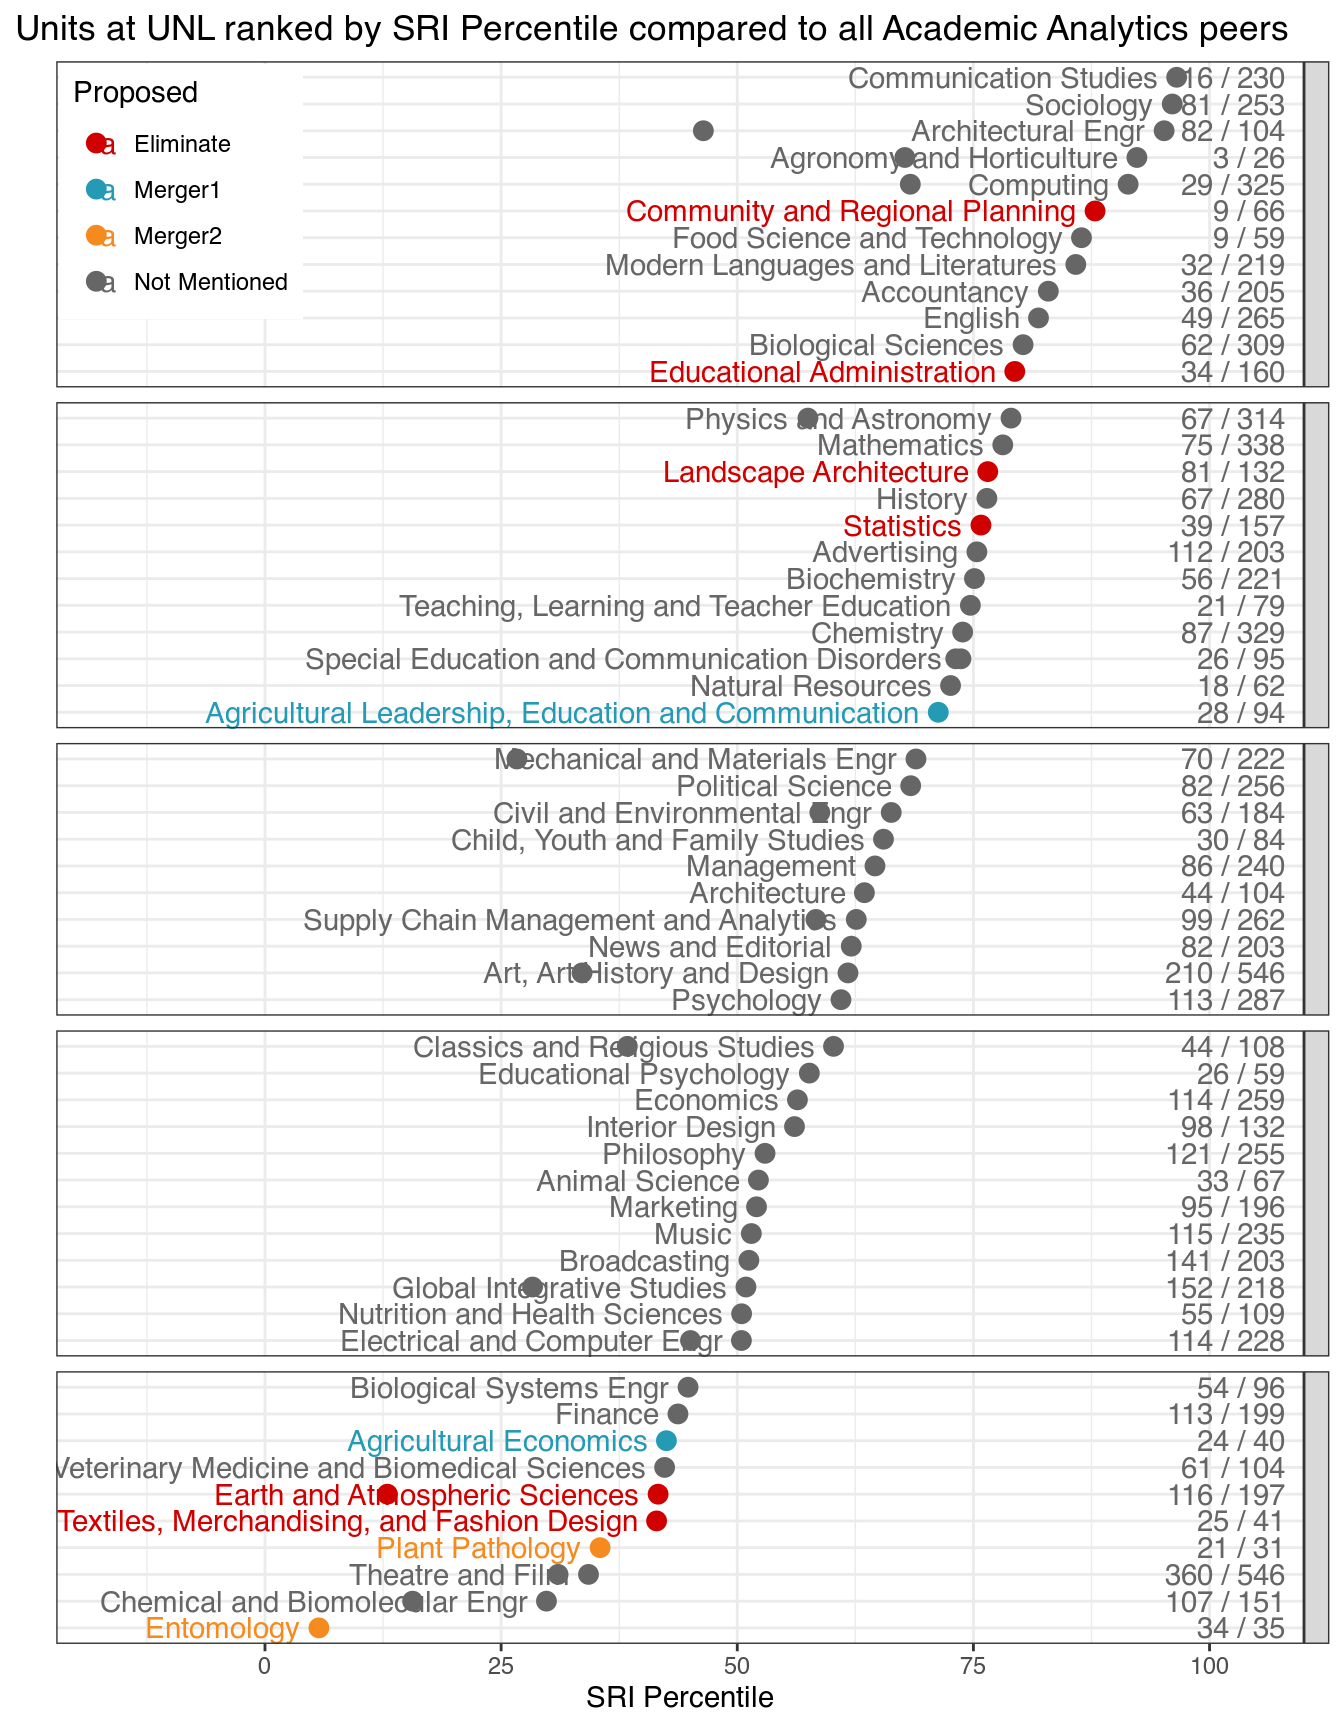 Units at UNL ranked by SRI Percentile compared to all Academic Analytics peers
Proposed
a Eliminate
a Merger1
a Merger2
a Not Mentioned
Communication Studies 16 / 230
Sociology 81 / 253
Architectural Engr 82 / 104
Agronomy and Horticulture 3 / 26
Computing 29 / 325
Community and Regional Planning 9 / 66
Food Science and Technology 9 / 59
Modern Languages and Literatures 32 / 219
Accountancy 36 / 205
English 49 / 265
Biological Sciences 62 / 309
Educational Administration 34 / 160
Physics and Astronomy 67 / 314
Mathematics 75 / 338
Landscape Architecture 81 / 132
History 67 / 280
Statistics 39 / 157
Advertising 112 / 203
Biochemistry 56 / 221
Teaching, Learning and Teacher Education 21 / 79
Chemistry 87 / 329
Special Education and Communication Disorders 26 / 95
Natural Resources 18 / 62
Agricultural Leadership, Education and Communication 28 / 94
Mechanical and Materials Engr 70 / 222
Political Science 82 / 256
Civil and Environmental Engr 63 / 184
Child, Youth and Family Studies 30 / 84
Management 86 / 240
Architecture 44 / 104
Supply Chain Management and Analytics 99 / 262
News and Editorial 82 / 203
Art, Art History and Design 210 / 546
Psychology 113 / 287
Classics and Religious Studies 44 / 108
Educational Psychology 26 / 59
Economics 114 / 259
Interior Design 98 / 132
Philosophy 121 / 255
Animal Science 33 / 67
Marketing 95 / 196
Music 115 / 235
Broadcasting 141 / 203
Global Integrative Studies 152 / 218
Nutrition and Health Sciences 55 / 109
Electrical and Computer Engr 114 / 228
Biological Systems Engr 54 / 96
Finance 113 / 199
Agricultural Economics 24 / 40
Veterinary Medicine and Biomedical Sciences 61 / 104
Earth and Atmospheric Sciences 116 / 197
Textiles, Merchandising, and Fashion Design 25 / 41
Plant Pathology 21 / 31
Theatre and Film 360 / 546
Chemical and Biomolecular Engr 107 / 151
Entomology 34 / 35
0 25 50 75 100
SRI Percentile